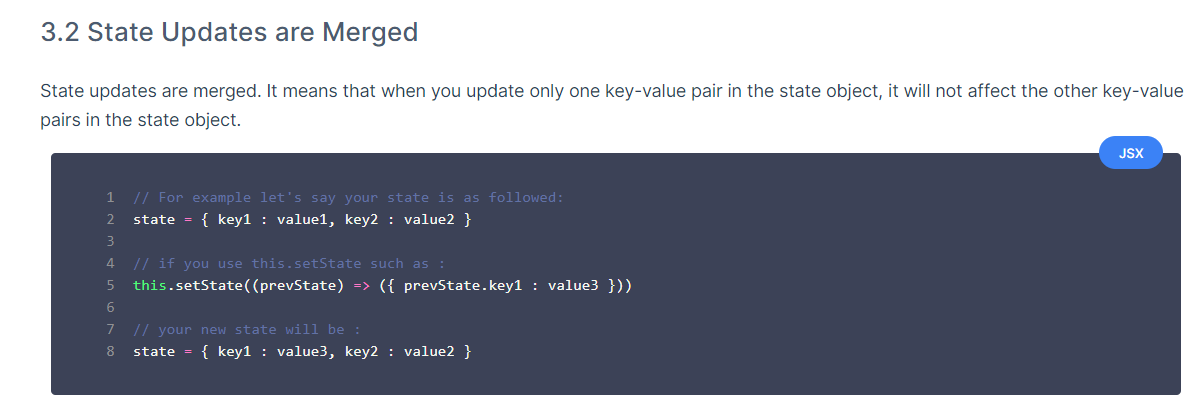 3.2 State Updates are Merged
State updates are merged. It means that when you update only one key-value pair in the state object, it will not affect the other key-value
pairs in the state object.
JSX
1 // For example let's say your state is as followed:
2 state = { key1 : value1, key2 : value2 }
3
4 // if you use this.setState such as :
5 this.setState((prevState) => ({ prevState.key1 : value3 }))
6
7 // your new state will be :
8 state = { key1 : value3, key2 : value2 }